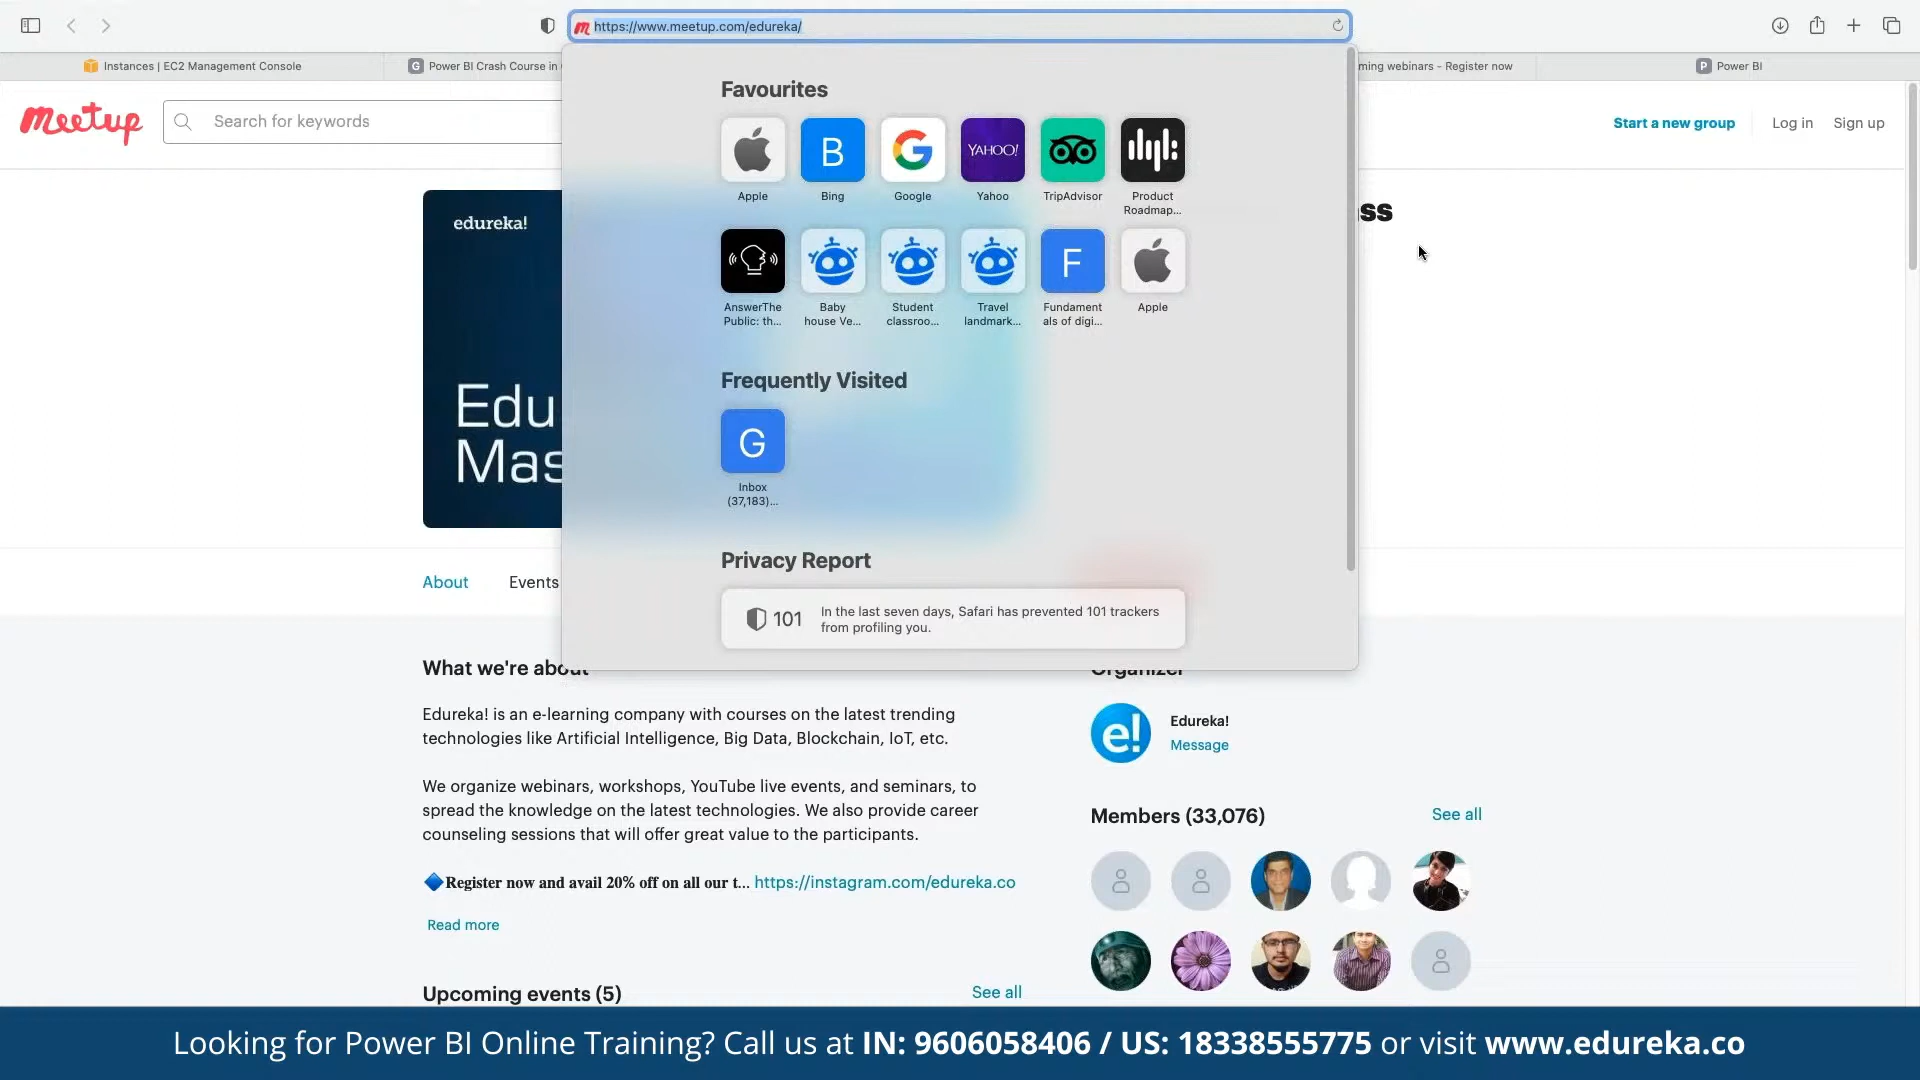 https://www.meetup.com/edureka/
Instances | EC2 Management Console
Power BI Crash Course in
ming webinars - Register now
Power BI
meetup
Search for keywords
Start a new group
Log in
Sign up
Favourites
Apple
Bing
Google
YAHOO!
Yahoo
TripAdvisor
Product
Roadmap...
AnswerThe
Public: th...
Baby
house Ve...
Student
classroo...
Travel
landmark...
Fundament
als of digi...
Apple
Frequently Visited
Inbox
(37,183)...
Privacy Report
101
In the last seven days, Safari has prevented 101 trackers
from profiling you.
edureka!
Edu
Mas
ss
About
Events
What we're about
Edureka! is an e-learning company with courses on the latest trending
technologies like Artificial Intelligence, Big Data, Blockchain, IoT, etc.
We organize webinars, workshops, YouTube live events, and seminars, to
spread the knowledge on the latest technologies. We also provide career
counseling sessions that will offer great value to the participants.
🔷Register now and avail 20% off on all our t... https://instagram.com/edureka.co
Read more
Upcoming events (5)
See all
Organizer
e!
Edureka!
Message
Members (33,076)
See all
Looking for Power BI Online Training? Call us at IN: 9606058406 / US: 18338555775 or visit www.edureka.co